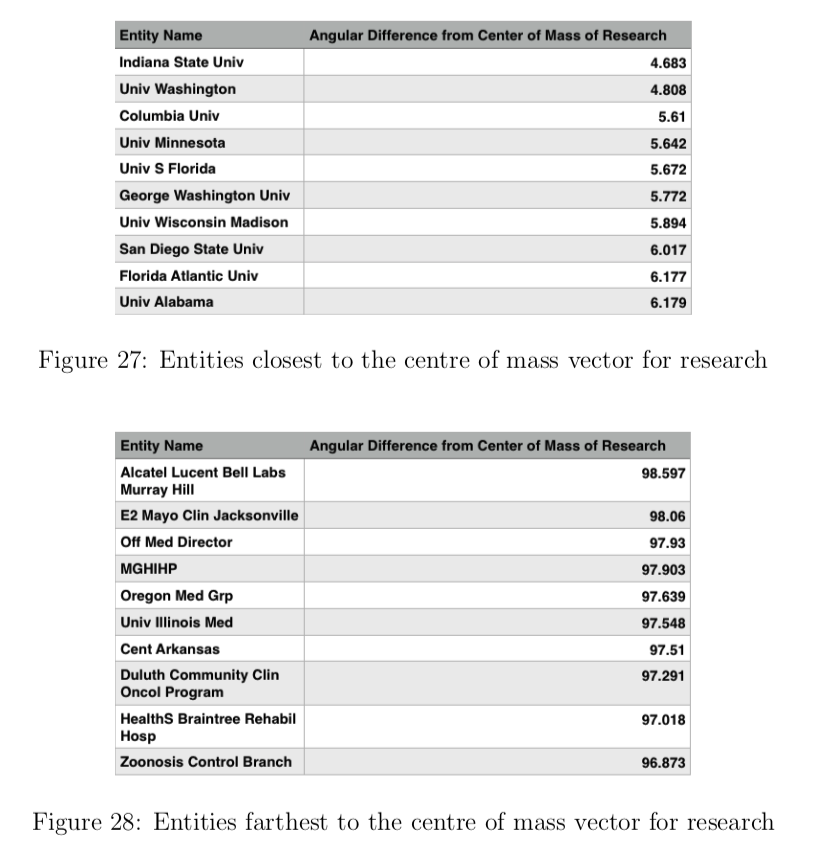 Entity Name Angular Difference from Center of Mass of Research
Indiana State Univ 4.683
Univ Washington 4.808
Columbia Univ 5.61
Univ Minnesota 5.642
Univ S Florida 5.672
George Washington Univ 5.772
Univ Wisconsin Madison 5.894
San Diego State Univ 6.017
Florida Atlantic Univ 6.177
Univ Alabama 6.179
Figure 27: Entities closest to the centre of mass vector for research
Entity Name Angular Difference from Center of Mass of Research
Alcatel Lucent Bell Labs 98.597
Murray Hill
E2 Mayo Clin Jacksonville 98.06
Off Med Director 97.93
MGHIHP 97.903
Oregon Med Grp 97.639
Univ Illinois Med 97.548
Cent Arkansas 97.51
Duluth Community Clin 97.291
Oncol Program
HealthS Braintree Rehabil 97.018
Hosp
Zoonosis Control Branch 96.873
Figure 28: Entities farthest to the centre of mass vector for research